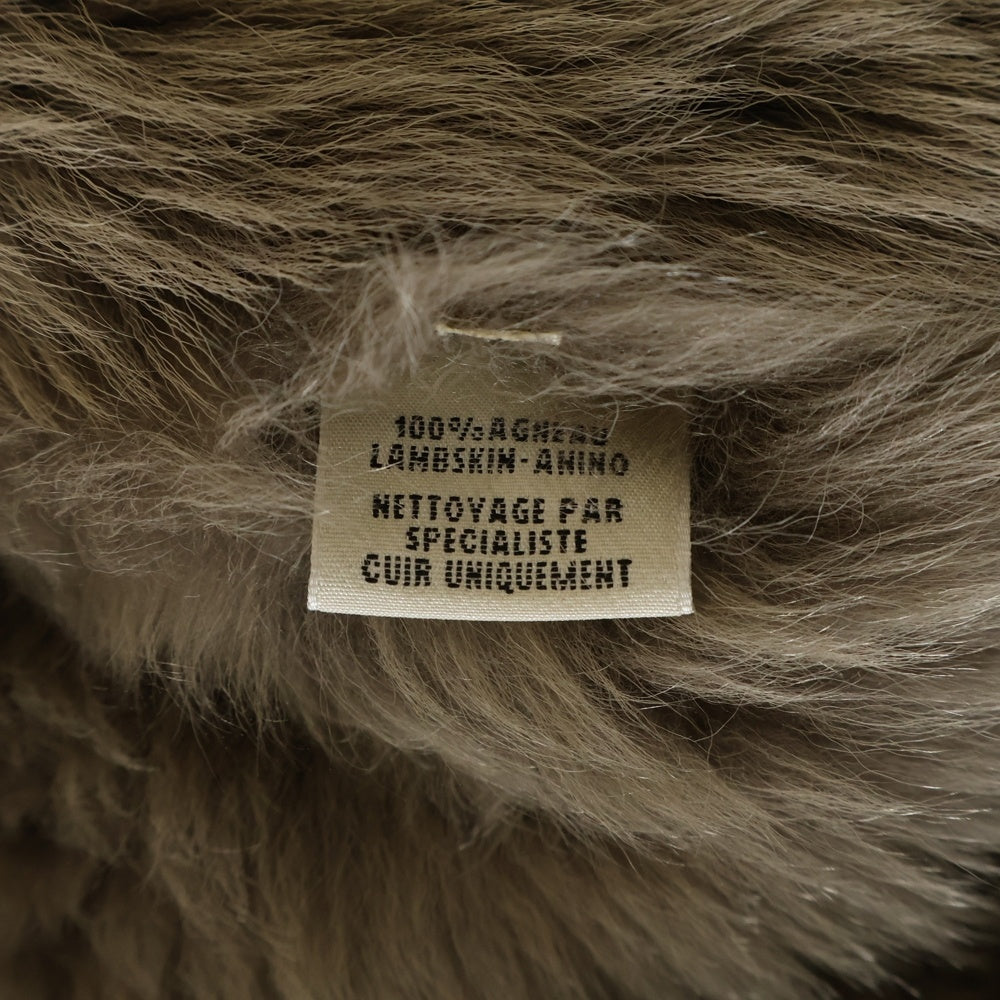 100% AGNEAU
LAMBSKIN-ANINO
NETTOYAGE PAR
SPECIALISTE
CUIR UNIQUEMENT